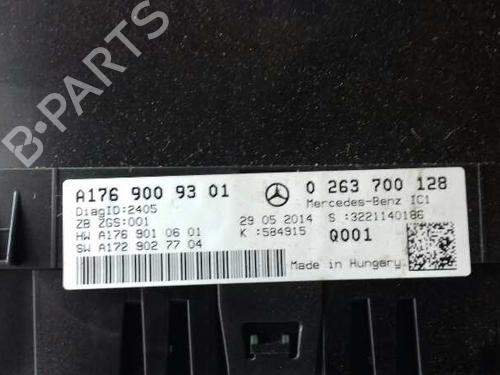 B-PARTS
A176 900 93 01
0 263 700 128
DiagID:2405
Mercedes-Benz IC1
ZB ZGS:001
29 05 2014
S :3221140186
HW A176 901 06 01
K :584915
Q001
SW A172 902 77 04
Made in Hungary